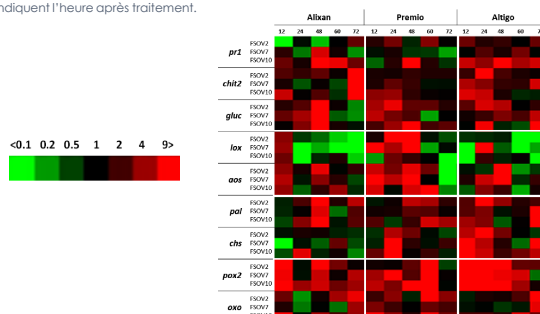 ndiquent l'heure après traitement.
Alixan Premio Altigo
12 24 48 60 72 12 24 48 60 72 12 24 48 60 72
pr1
FSOV2
FSOV7
FSOV10
chit2
FSOV2
FSOV7
FSOV10
gluc
FSOV2
FSOV7
FSOV10
<0.1 0.2 0.5 1 2 4 9>
lox
FSOV2
FSOV7
FSOV10
aos
FSOV2
FSOV7
FSOV10
pal
FSOV2
FSOV7
FSOV10
chs
FSOV2
FSOV7
FSOV10
pox2
FSOV2
FSOV7
FSOV10
oxo
FSOV2
FSOV7